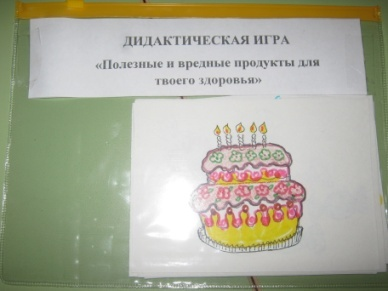 ДИДАКТИЧЕСКАЯ ИГРА
«Полезные и вредные продукты для
твоего здоровья»